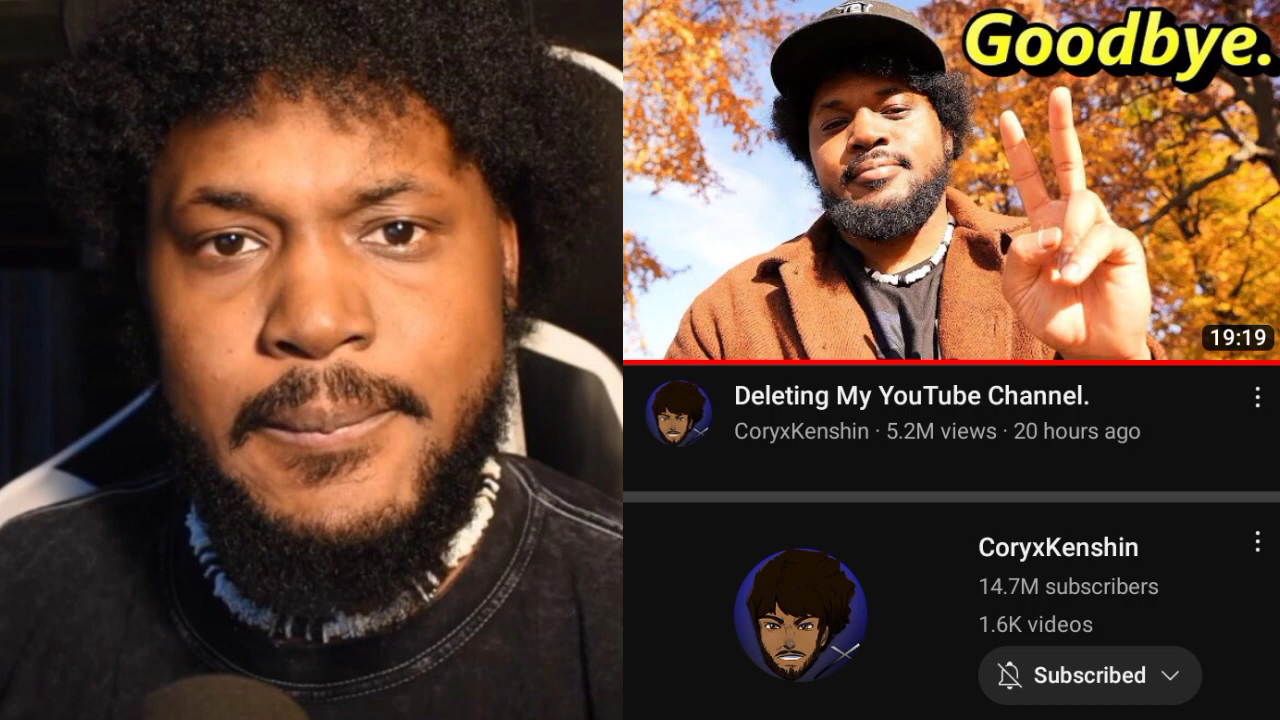 Goodbye.
19:19
Deleting My YouTube Channel.
CoryxKenshin · 5.2M views · 20 hours ago
CoryxKenshin
14.7M subscribers
1.6K videos
Subscribed